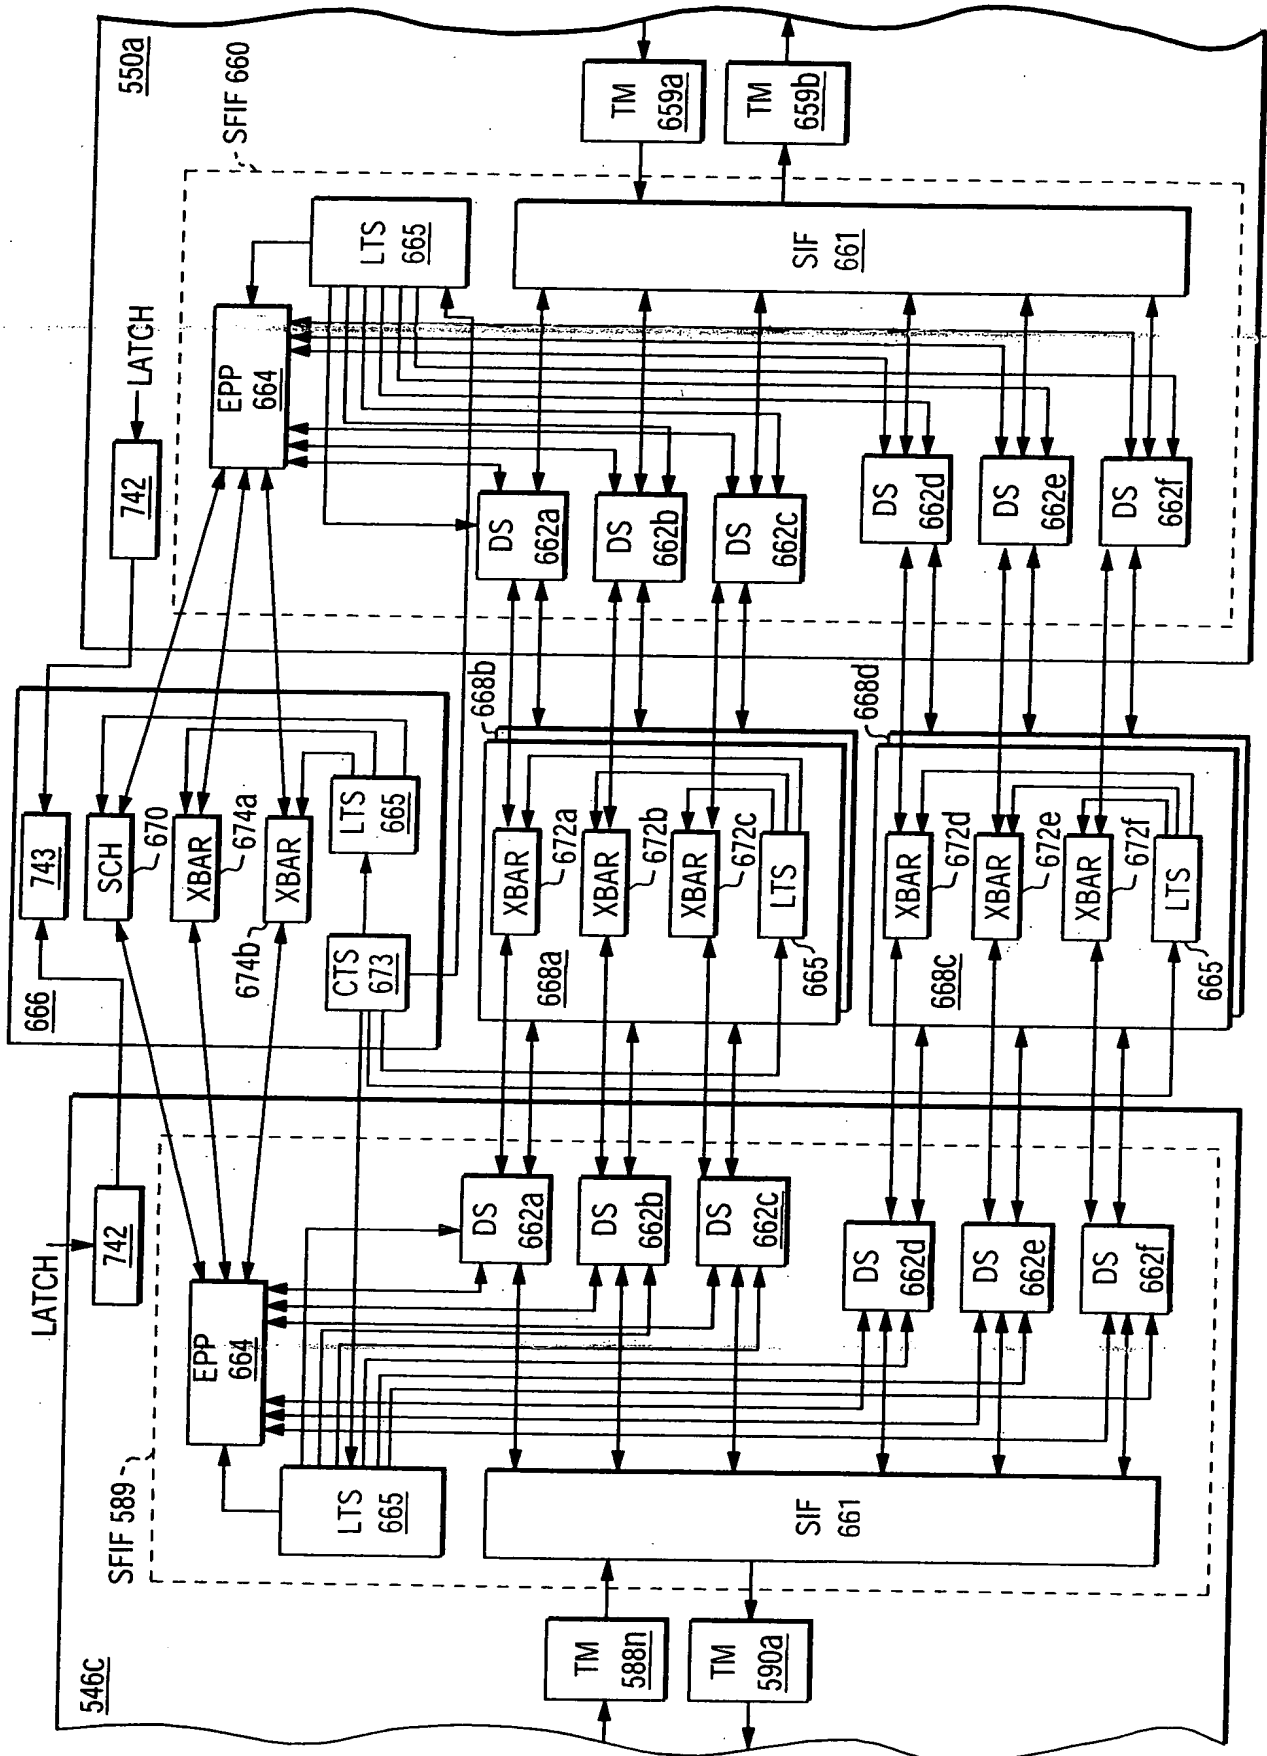 546C
SFIF 589
LATCH
742
TM
588n
TM
590a
LTS
665
EPP
664
SIF
661
DS
662a
DS
662b
DS
662c
DS
662d
DS
662e
DS
662f
666
743
SCH
670
XBAR
674a
XBAR
674b
CTS
673
LTS
665
668a
668b
XBAR
672a
XBAR
672b
XBAR
672c
LTS
665
668C
668d
XBAR
672d
XBAR
672e
XBAR
672f
LTS
665
550a
SFIF 660
LATCH
742
EPP
664
LTS
665
DS
662a
DS
662b
DS
662c
DS
662d
DS
662e
DS
662f
SIF
661
TM
659a
TM
659b